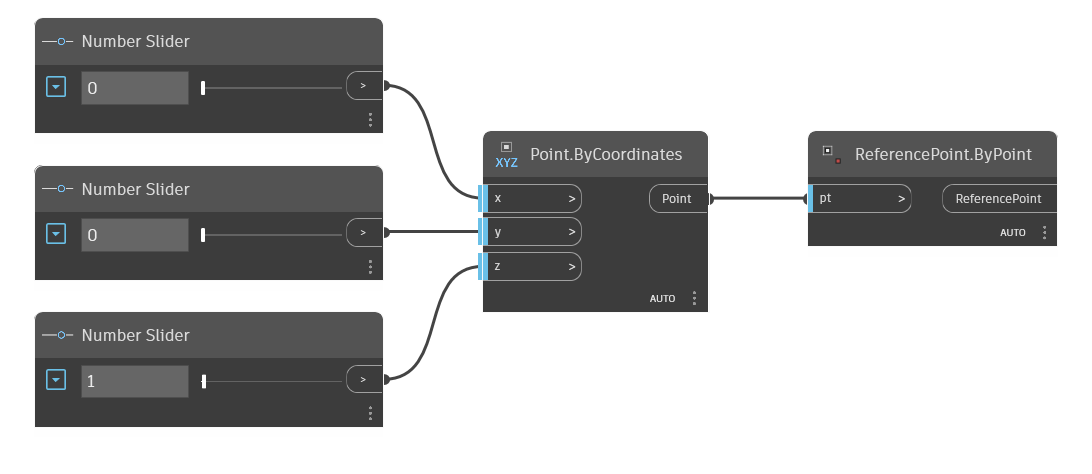 Number Slider
0
>
Number Slider
0
>
Number Slider
1
>
XYZ Point.ByCoordinates
x >
Point
y >
z >
AUTO
ReferencePoint.ByPoint
pt >
ReferencePoint
AUTO